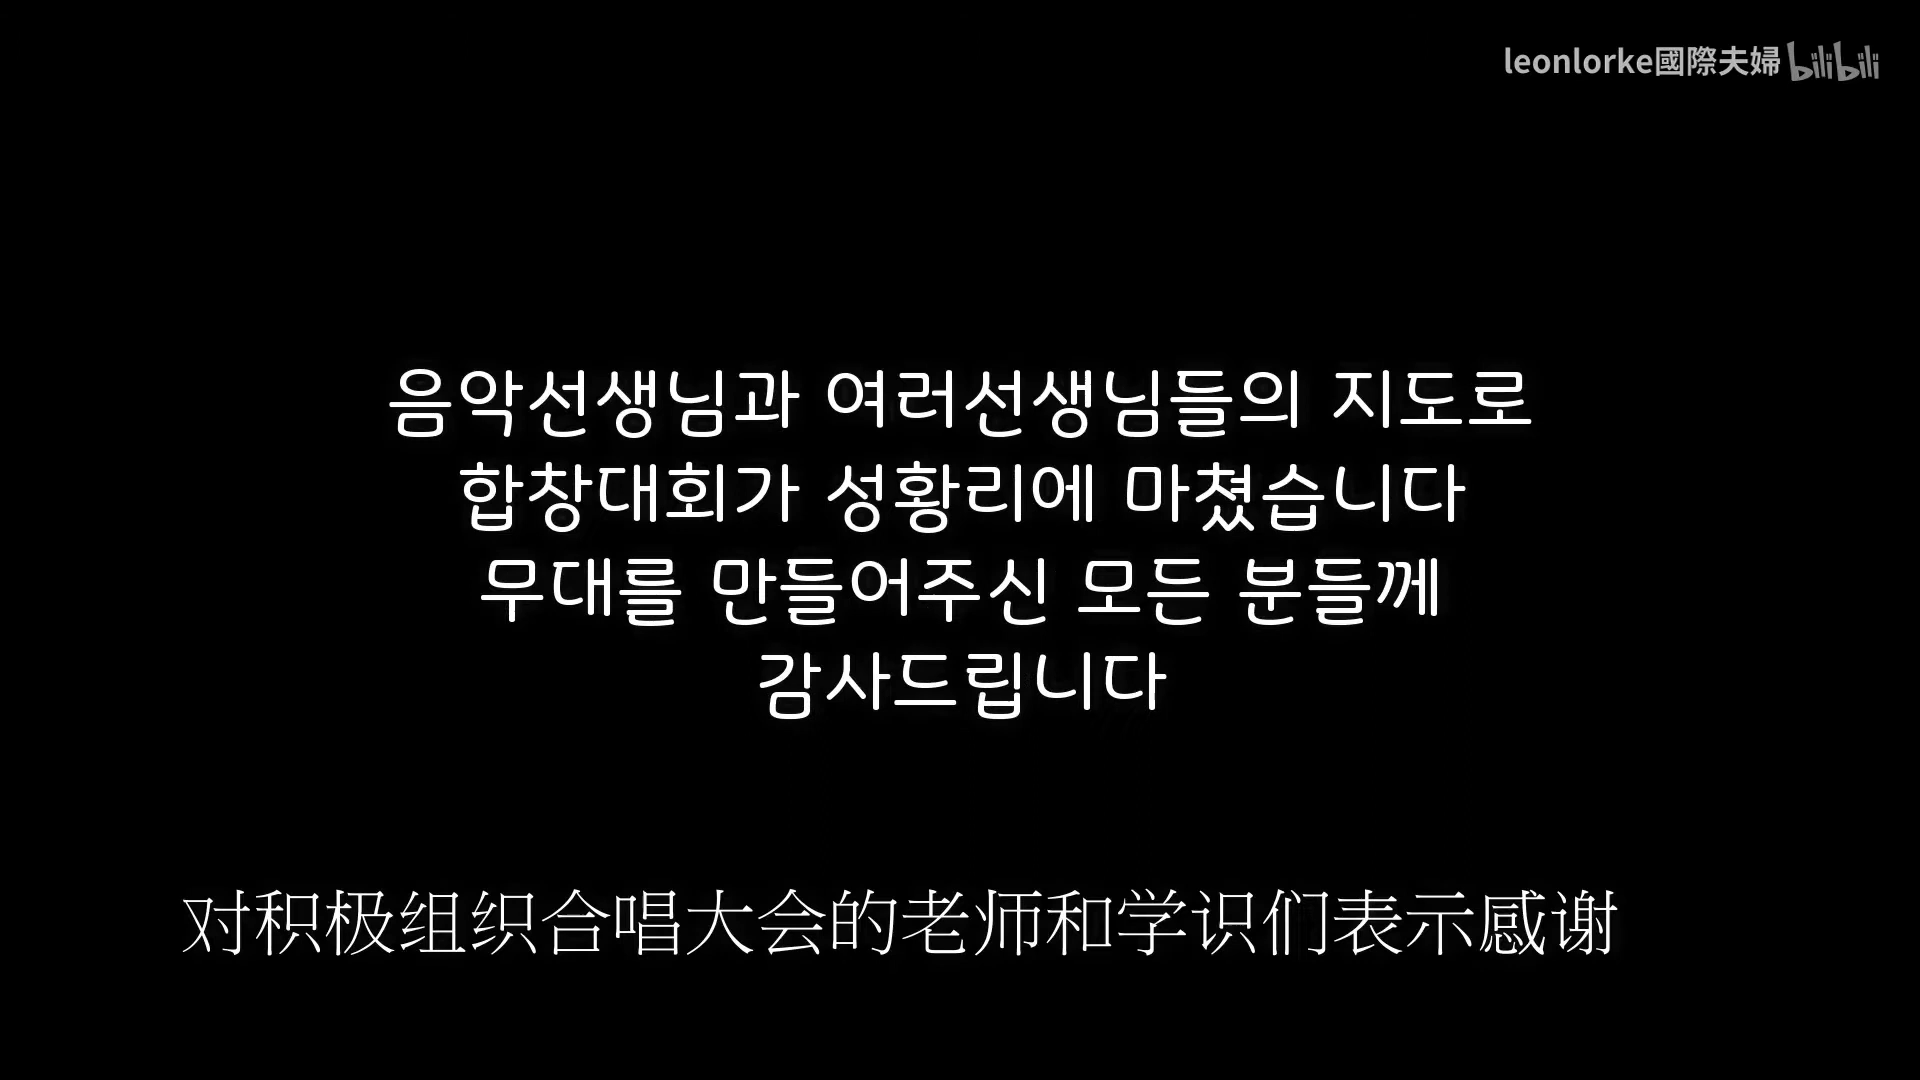 leonlorke國際夫婦 bilibili
음악선생님과 여러선생님들의 지도로
합창대회가 성황리에 마쳤습니다
무대를 만들어주신 모든 분들께
감사드립니다
对积极组织合唱大会的老师和学识们表示感谢